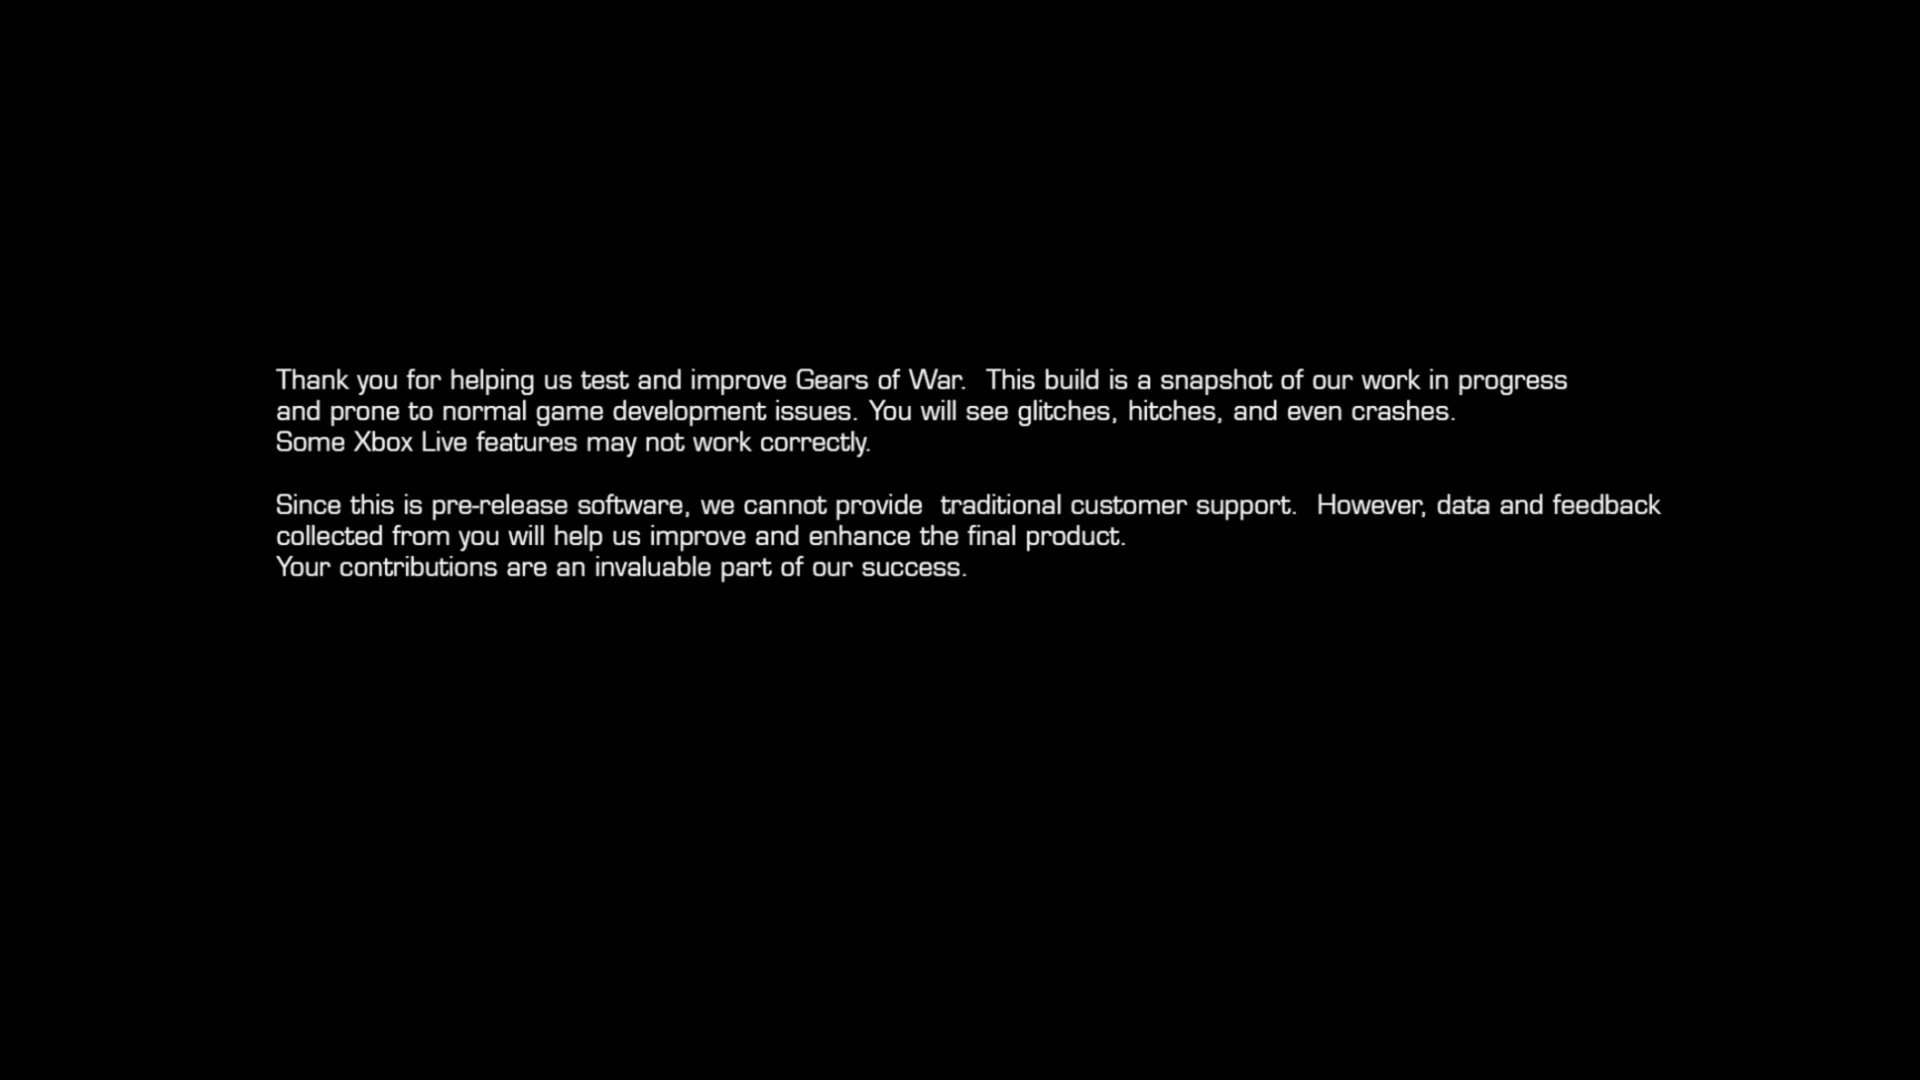 Thank you for helping us test and improve Gears of War.  This build is a snapshot of our work in progress
and prone to normal game development issues. You will see glitches, hitches, and even crashes.
Some Xbox Live features may not work correctly.
Since this is pre-release software, we cannot provide  traditional customer support.  However, data and feedback
collected from you will help us improve and enhance the final product.
Your contributions are an invaluable part of our success.